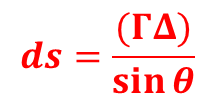 ds = (ΓΔ) / sin θ